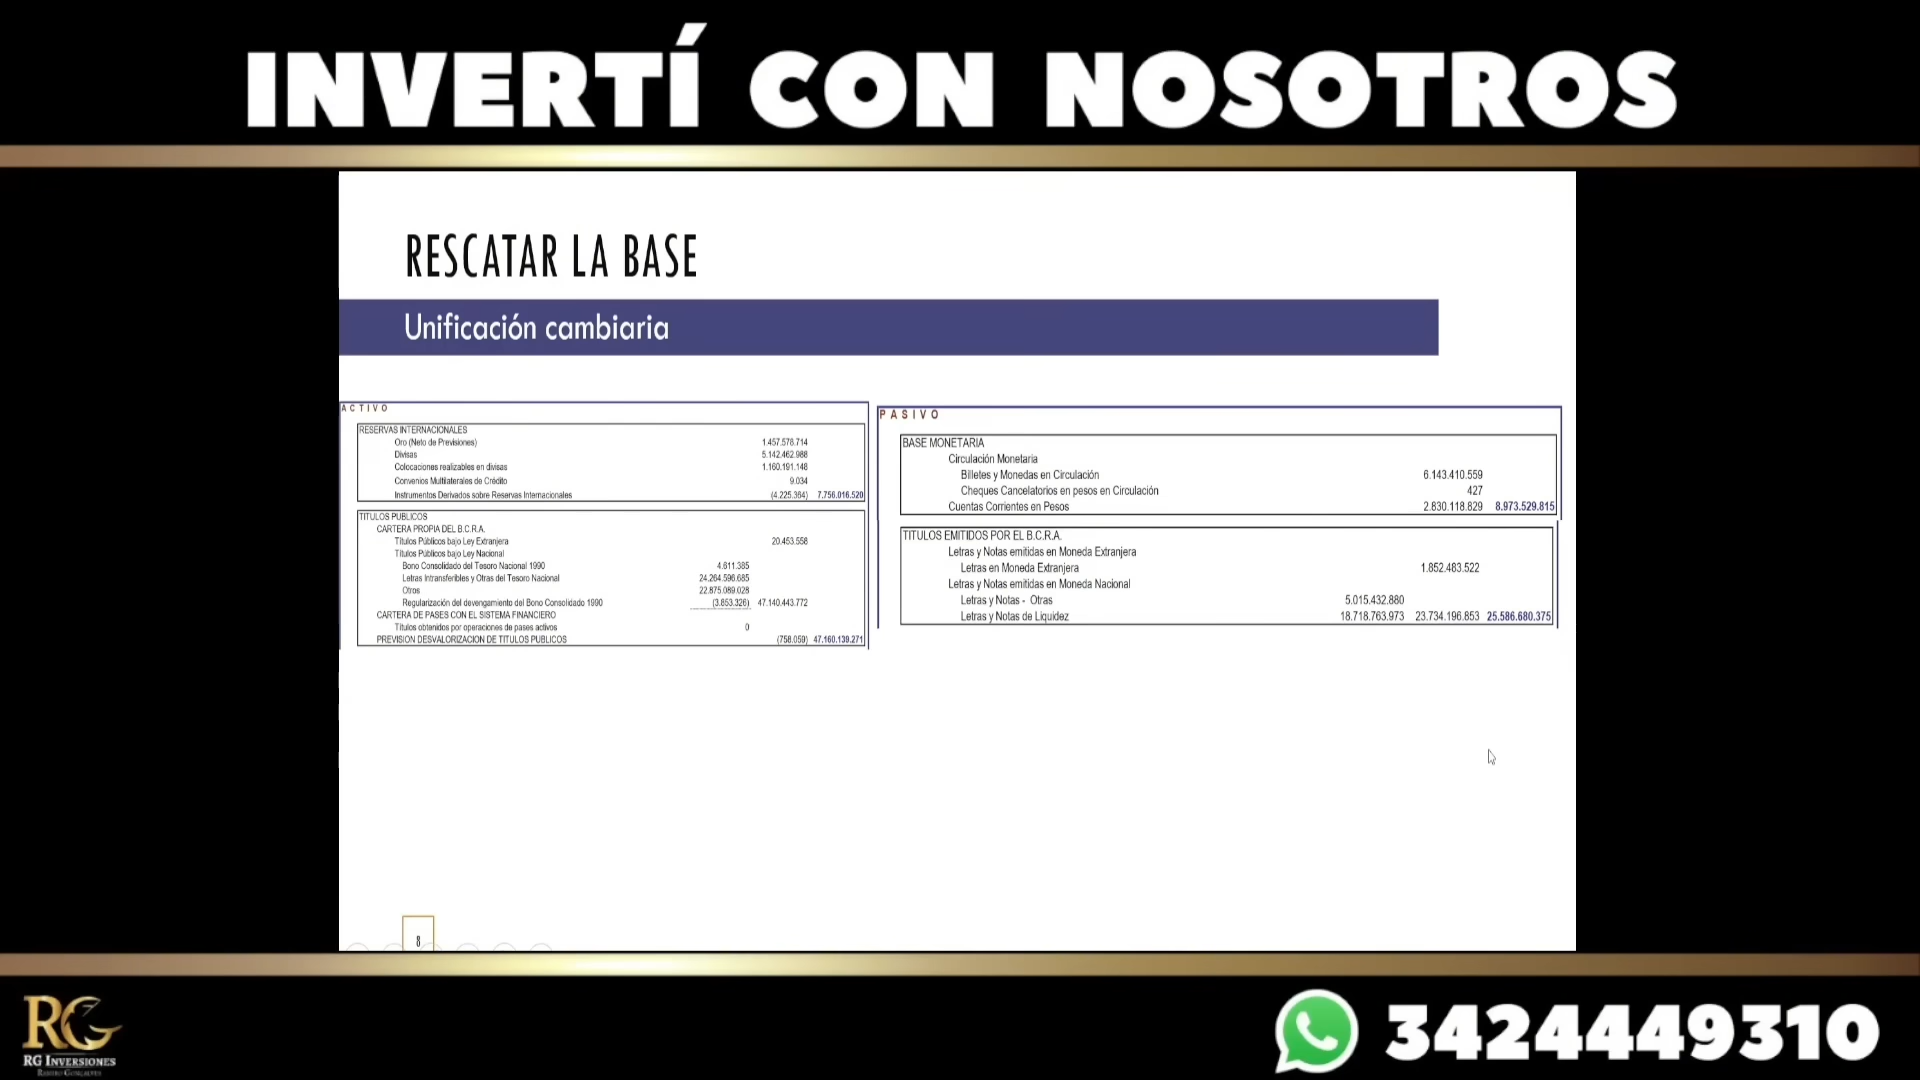 INVERTÍ CON NOSOTROS
RESCATAR LA BASE
Unificación cambiaria
ACTIVO
RESERVAS INTERNACIONALES
Oro (Neto de Previsiones) 1.457.578.714
Divisas 5.142.462.988
Colocaciones realizables en divisas 1.160.191.148
Convenios Multilaterales de Crédito 9.034
Instrumentos Derivados sobre Reservas Internacionales (4.225.364) 7.756.016.520
TITULOS PUBLICOS
CARTERA PROPIA DEL B.C.R.A.
Títulos Públicos bajo Ley Extranjera 20.453.558
Títulos Públicos bajo Ley Nacional
Bono Consolidado del Tesoro Nacional 1990 4.611.385
Letras Intransferibles y Otras del Tesoro Nacional 24.264.596.685
Otros 22.875.089.028
Regularización del devengamiento del Bono Consolidado 1990 (3.853.326) 47.140.443.772
CARTERA DE PASES CON EL SISTEMA FINANCIERO
Títulos obtenidos por operaciones de pases activos 0
PREVISION DESVALORIZACION DE TITULOS PUBLICOS (758.059) 47.160.139.271
PASIVO
BASE MONETARIA
Circulación Monetaria
Billetes y Monedas en Circulación 6.143.410.559
Cheques Cancelatorios en pesos en Circulación 427
Cuentas Corrientes en Pesos 2.830.118.829 8.973.529.815
TITULOS EMITIDOS POR EL B.C.R.A.
Letras y Notas emitidas en Moneda Extranjera
Letras en Moneda Extranjera 1.852.483.522
Letras y Notas emitidas en Moneda Nacional
Letras y Notas - Otras 5.015.432.880
Letras y Notas de Liquidez 18.718.763.973 23.734.196.853 25.586.680.375
8
RG
RG INVERSIONES
3424449310